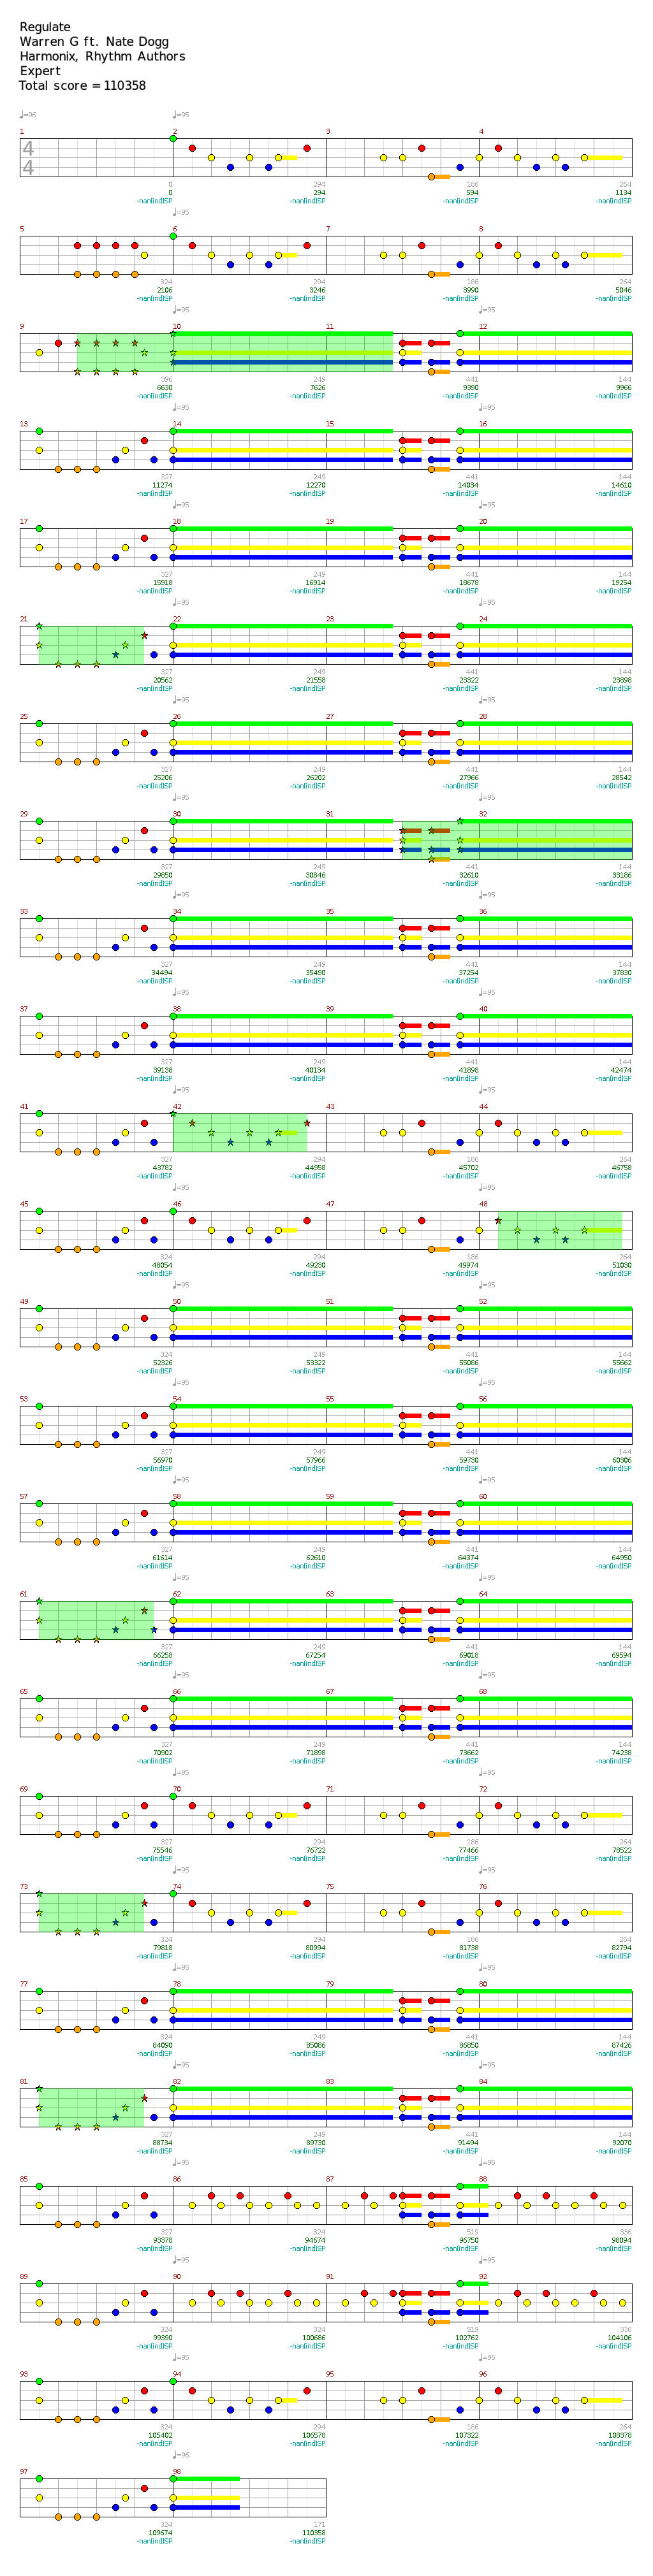 Regulate
Warren G ft. Nate Dogg
Harmonix, Rhythm Authors
Expert
Total score = 110358
♩=96 ♩=95
1 2 3 4
4
4
0 294 186 264
0 294 594 1134
-nan(ind)SP -nan(ind)SP -nan(ind)SP
♩=95
5 6 7 8
324 294 186 264
2106 3246 3990 5046
-nan(ind)SP -nan(ind)SP -nan(ind)SP -nan(ind)SP
♩=95 ♩=95
9 10 11 12
396 249 441 144
6630 7626 9390 9966
-nan(ind)SP -nan(ind)SP -nan(ind)SP -nan(ind)SP
♩=95 ♩=95
13 14 15 16
327 249 441 144
11274 12270 14034 14610
-nan(ind)SP -nan(ind)SP -nan(ind)SP -nan(ind)SP
♩=95 ♩=95
17 18 19 20
327 249 441 144
15918 16914 18678 19254
-nan(ind)SP -nan(ind)SP -nan(ind)SP -nan(ind)SP
♩=95 ♩=95
21 22 23 24
327 249 441 144
20562 21558 23322 23898
-nan(ind)SP -nan(ind)SP -nan(ind)SP -nan(ind)SP
♩=95 ♩=95
25 26 27 28
327 249 441 144
25206 26202 27966 28542
-nan(ind)SP -nan(ind)SP -nan(ind)SP -nan(ind)SP
♩=95 ♩=95
29 30 31 32
327 249 441 144
29850 30846 32610 33186
-nan(ind)SP -nan(ind)SP -nan(ind)SP -nan(ind)SP
♩=95 ♩=95
33 34 35 36
327 249 441 144
34494 35490 37254 37830
-nan(ind)SP -nan(ind)SP -nan(ind)SP -nan(ind)SP
♩=95 ♩=95
37 38 39 40
327 249 441 144
39138 40134 41898 42474
-nan(ind)SP -nan(ind)SP -nan(ind)SP -nan(ind)SP
♩=95 ♩=95
41 42 43 44
327 294 186 264
43782 44958 45702 46758
-nan(ind)SP -nan(ind)SP -nan(ind)SP -nan(ind)SP
♩=95 ♩=95
45 46 47 48
324 294 186 264
48054 49230 49974 51030
-nan(ind)SP -nan(ind)SP -nan(ind)SP -nan(ind)SP
♩=95 ♩=95
49 50 51 52
324 249 441 144
52326 53322 55086 55662
-nan(ind)SP -nan(ind)SP -nan(ind)SP -nan(ind)SP
♩=95 ♩=95
53 54 55 56
327 249 441 144
56970 57966 59730 60306
-nan(ind)SP -nan(ind)SP -nan(ind)SP -nan(ind)SP
♩=95 ♩=95
57 58 59 60
327 249 441 144
61614 62610 64374 64950
-nan(ind)SP -nan(ind)SP -nan(ind)SP -nan(ind)SP
♩=95 ♩=95
61 62 63 64
327 249 441 144
66258 67254 69018 69594
-nan(ind)SP -nan(ind)SP -nan(ind)SP -nan(ind)SP
♩=95 ♩=95
65 66 67 68
327 249 441 144
70902 71898 73662 74238
-nan(ind)SP -nan(ind)SP -nan(ind)SP -nan(ind)SP
♩=95 ♩=95
69 70 71 72
327 294 186 264
75546 76722 77466 78522
-nan(ind)SP -nan(ind)SP -nan(ind)SP -nan(ind)SP
♩=95 ♩=95
73 74 75 76
324 294 186 264
79818 80994 81738 82794
-nan(ind)SP -nan(ind)SP -nan(ind)SP -nan(ind)SP
♩=95 ♩=95
77 78 79 80
324 249 441 144
84090 85086 86850 87426
-nan(ind)SP -nan(ind)SP -nan(ind)SP -nan(ind)SP
♩=95 ♩=95
81 82 83 84
327 249 441 144
88734 89730 91494 92070
-nan(ind)SP -nan(ind)SP -nan(ind)SP -nan(ind)SP
♩=95 ♩=95
85 86 87 88
327 324 519 336
93378 94674 96750 98094
-nan(ind)SP -nan(ind)SP -nan(ind)SP -nan(ind)SP
♩=95 ♩=95
89 90 91 92
324 324 519 336
99390 100686 102762 104106
-nan(ind)SP -nan(ind)SP -nan(ind)SP -nan(ind)SP
♩=95 ♩=95
93 94 95 96
324 294 186 264
105402 106578 107322 108378
-nan(ind)SP -nan(ind)SP -nan(ind)SP -nan(ind)SP
♩=96
97 98
324 171
109674 110358
-nan(ind)SP -nan(ind)SP